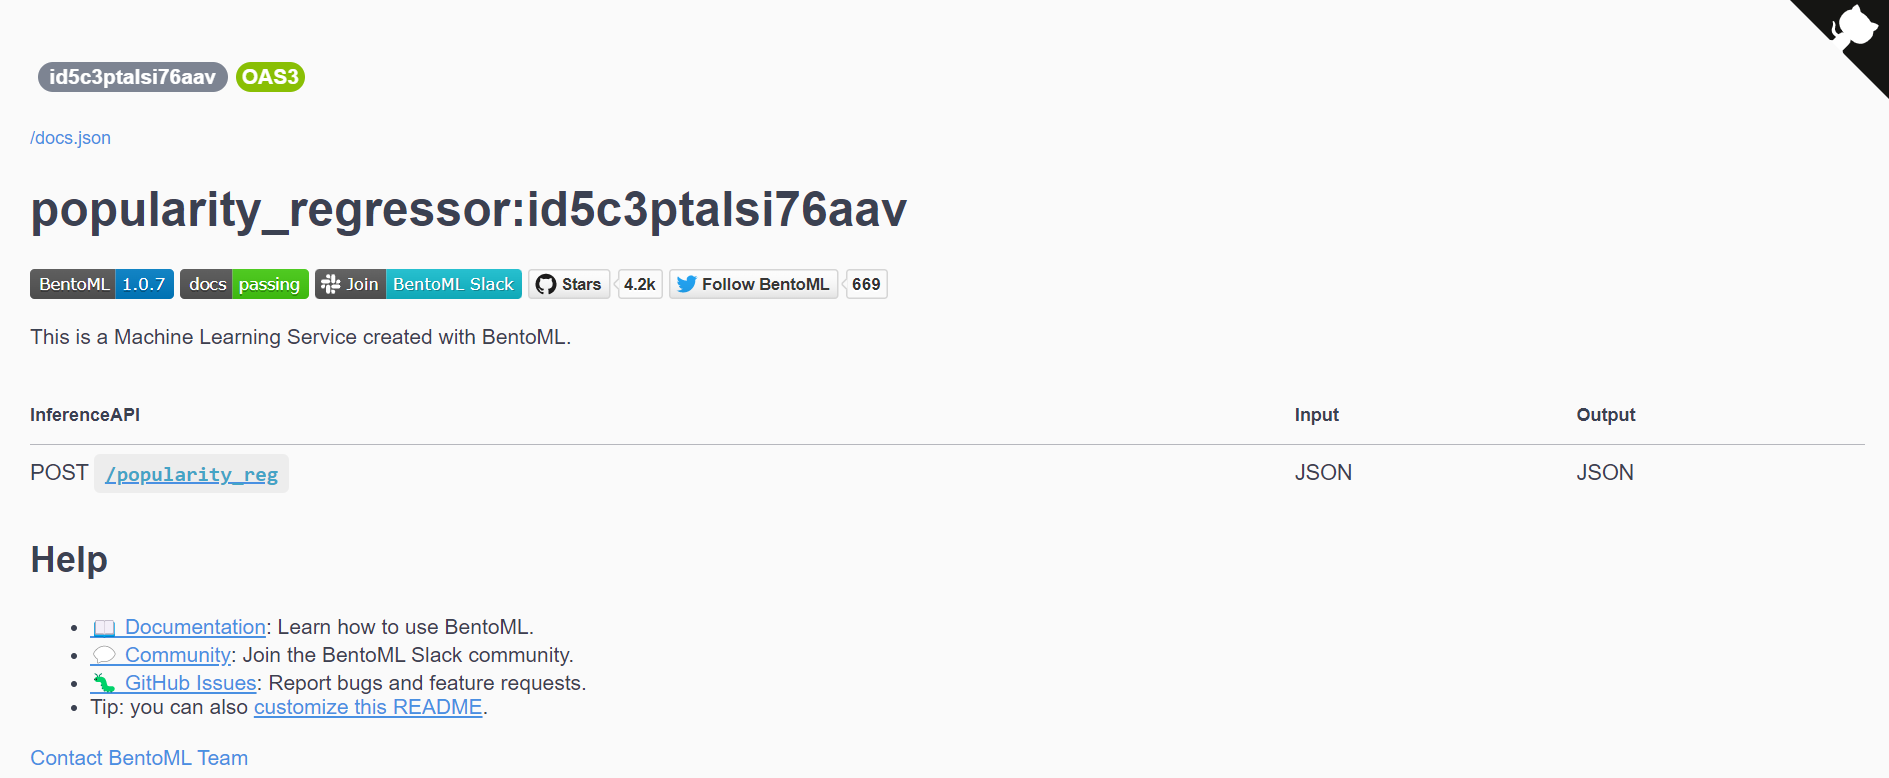 id5c3ptalsi76aav OAS3
/docs.json
popularity_regressor:id5c3ptalsi76aav
BentoML 1.0.7 docs passing Join BentoML Slack Stars 4.2k Follow BentoML 669
This is a Machine Learning Service created with BentoML.
InferenceAPI Input Output
POST /popularity_reg JSON JSON
Help
• 📖 Documentation: Learn how to use BentoML.
• 💬 Community: Join the BentoML Slack community.
• 🐛 GitHub Issues: Report bugs and feature requests.
• Tip: you can also customize this README.
Contact BentoML Team